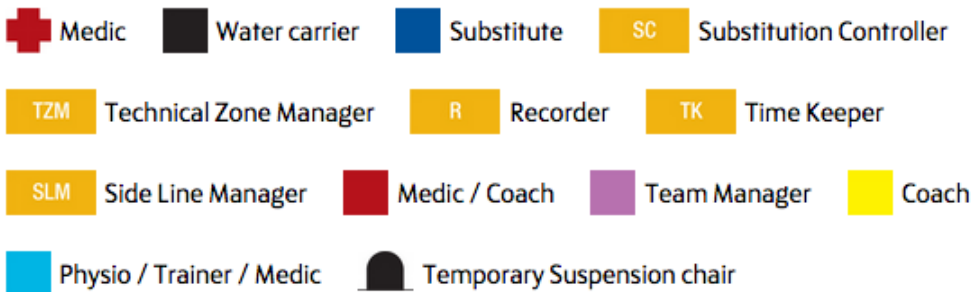 Medic Water carrier Substitute SC Substitution Controller
TZM Technical Zone Manager R Recorder TK Time Keeper
SLM Side Line Manager Medic / Coach Team Manager Coach
Physio / Trainer / Medic Temporary Suspension chair